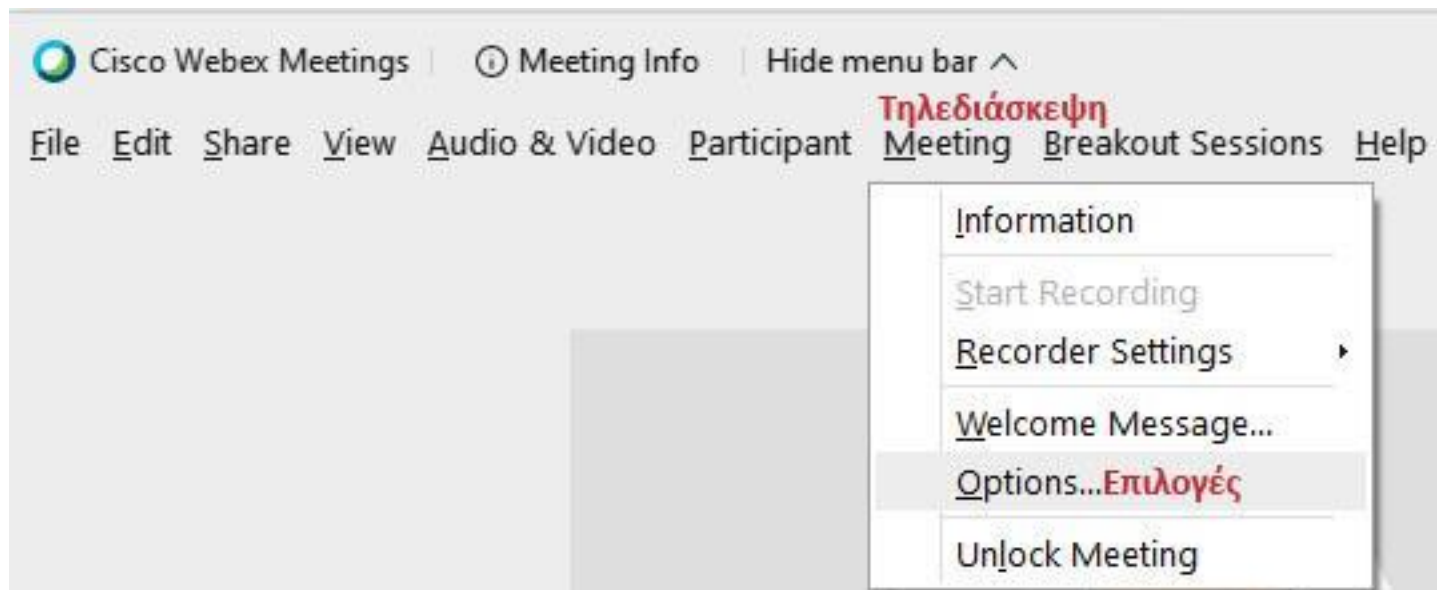 Cisco Webex Meetings Meeting Info Hide menu bar
Τηλεδιάσκεψη
File Edit Share View Audio & Video Participant Meeting Breakout Sessions Help
Information
Start Recording
Recorder Settings
Welcome Message...
Options...Επιλογές
Unlock Meeting